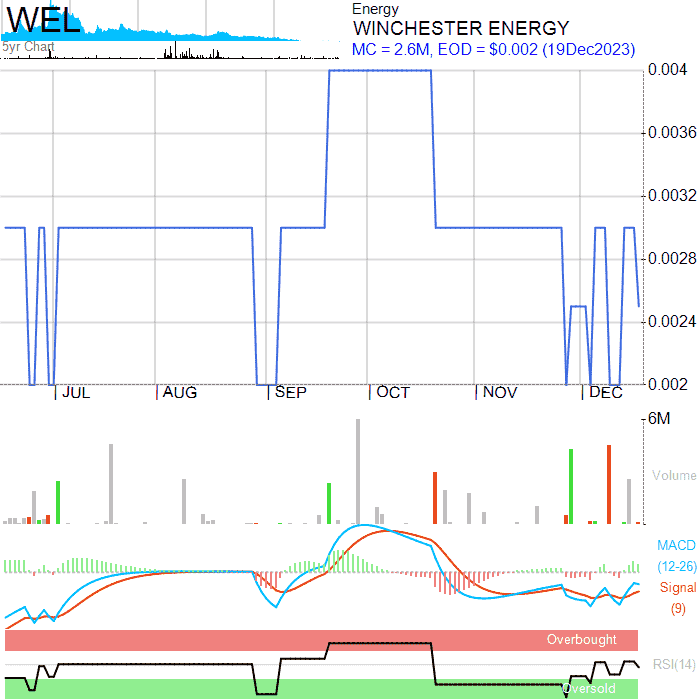 WEL
5yr Chart
Energy
WINCHESTER ENERGY
MC = 2.6M, EOD = $0.002 (19Dec2023)
0.004
0.0036
0.0032
0.0028
0.0024
0.002
JUL AUG SEP OCT NOV DEC
6M
Volume
MACD
(12-26)
Signal
(9)
Overbought
RSI(14)
Oversold